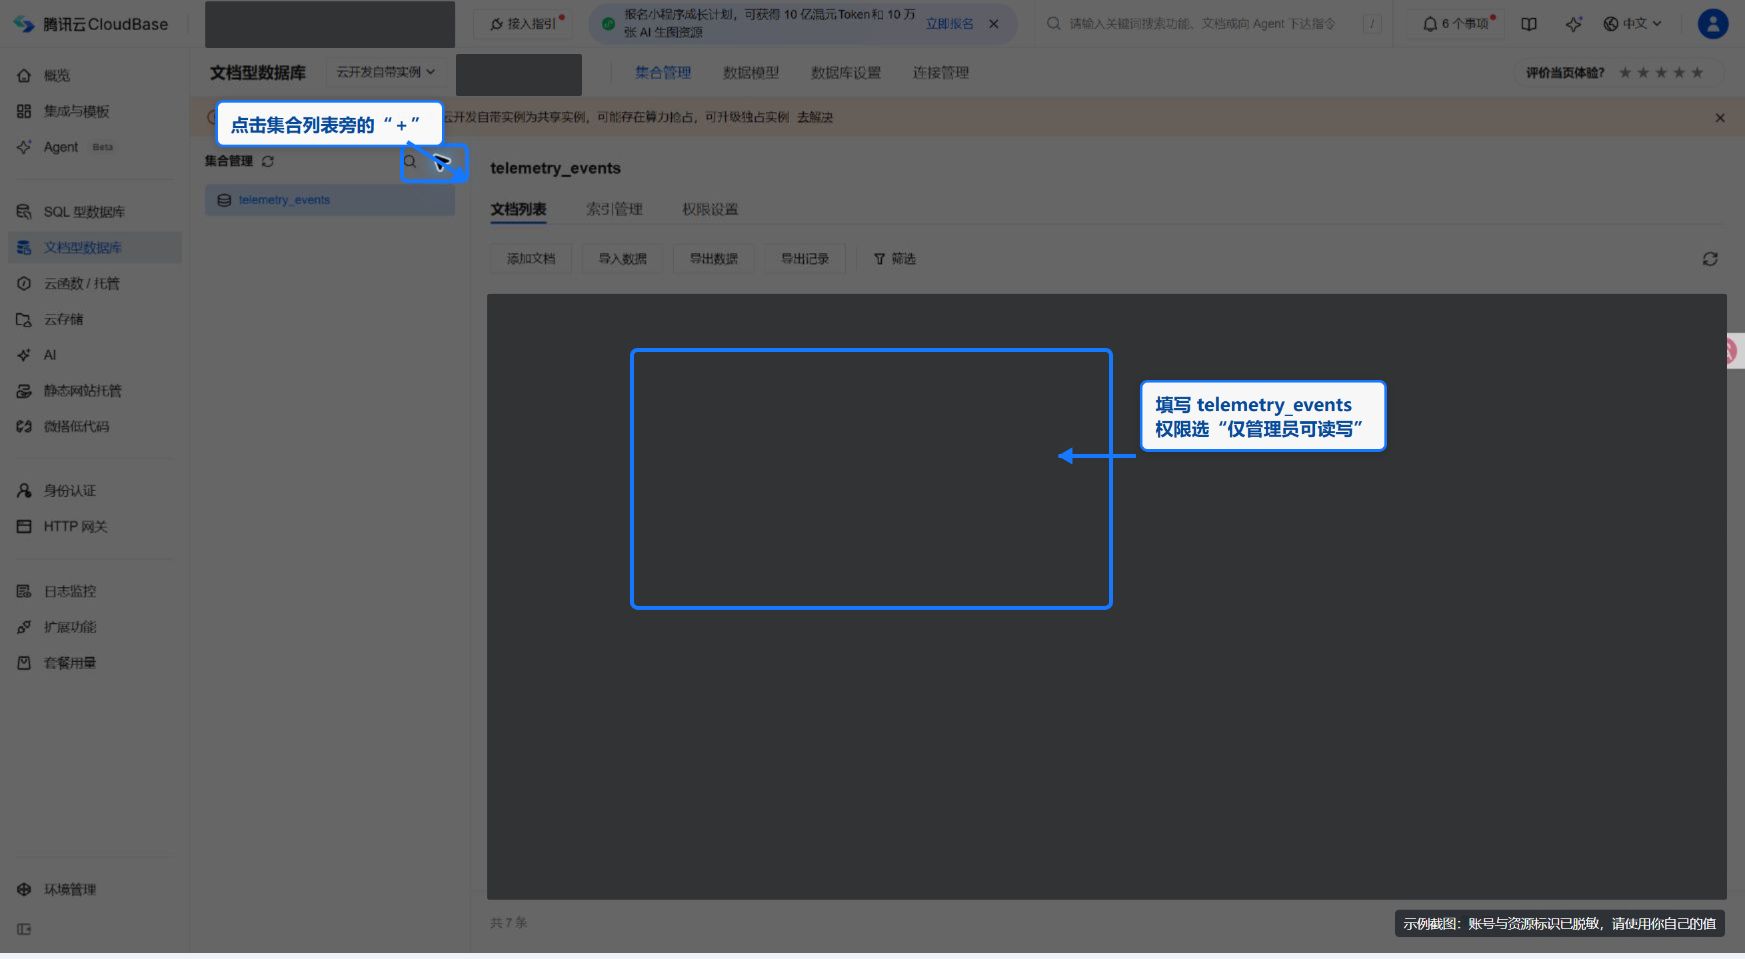 腾讯云CloudBase
接入指引
报名小程序成长计划，可获得 10 亿混元Token和 10 万
张 AI 生图资源
立即报名
请输入关键词搜索功能、文档或向 Agent 下达指令
/
6 个事项
中文
概览
集成与模板
Agent Beta
SQL 型数据库
文档型数据库
云函数 / 托管
云存储
AI
静态网站托管
微搭低代码
身份认证
HTTP 网关
日志监控
扩展功能
套餐用量
环境管理
文档型数据库
云开发自带实例
集合管理
数据模型
数据库设置
连接管理
评价当页体验?
点击集合列表旁的“＋”
云开发自带实例为共享实例，可能存在算力抢占，可升级独占实例 去解决
集合管理
telemetry_events
telemetry_events
文档列表
索引管理
权限设置
添加文档
导入数据
导出数据
导出记录
筛选
填写 telemetry_events
权限选“仅管理员可读写”
共 7 条
示例截图：账号与资源标识已脱敏，请使用你自己的值